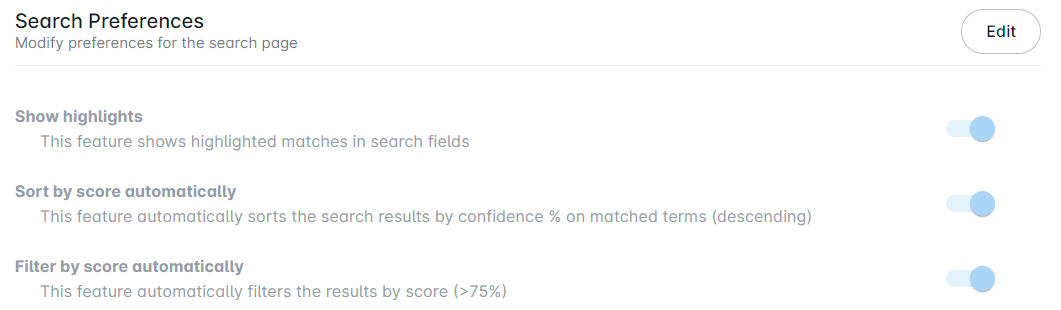 Search Preferences
Modify preferences for the search page
Edit
Show highlights
This feature shows highlighted matches in search fields
Sort by score automatically
This feature automatically sorts the search results by confidence % on matched terms (descending)
Filter by score automatically
This feature automatically filters the results by score (>75%)